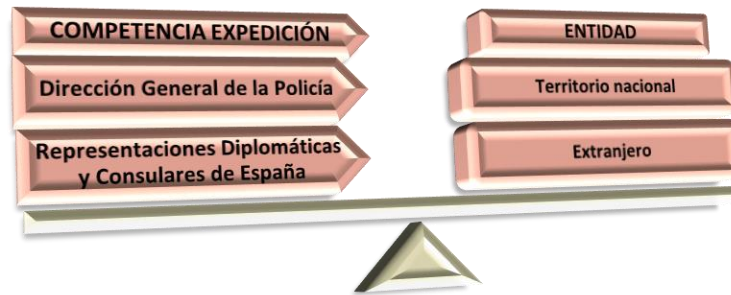 COMPETENCIA EXPEDICIÓN
ENTIDAD
Dirección General de la Policía
Territorio nacional
Representaciones Diplomáticas
y Consulares de España
Extranjero